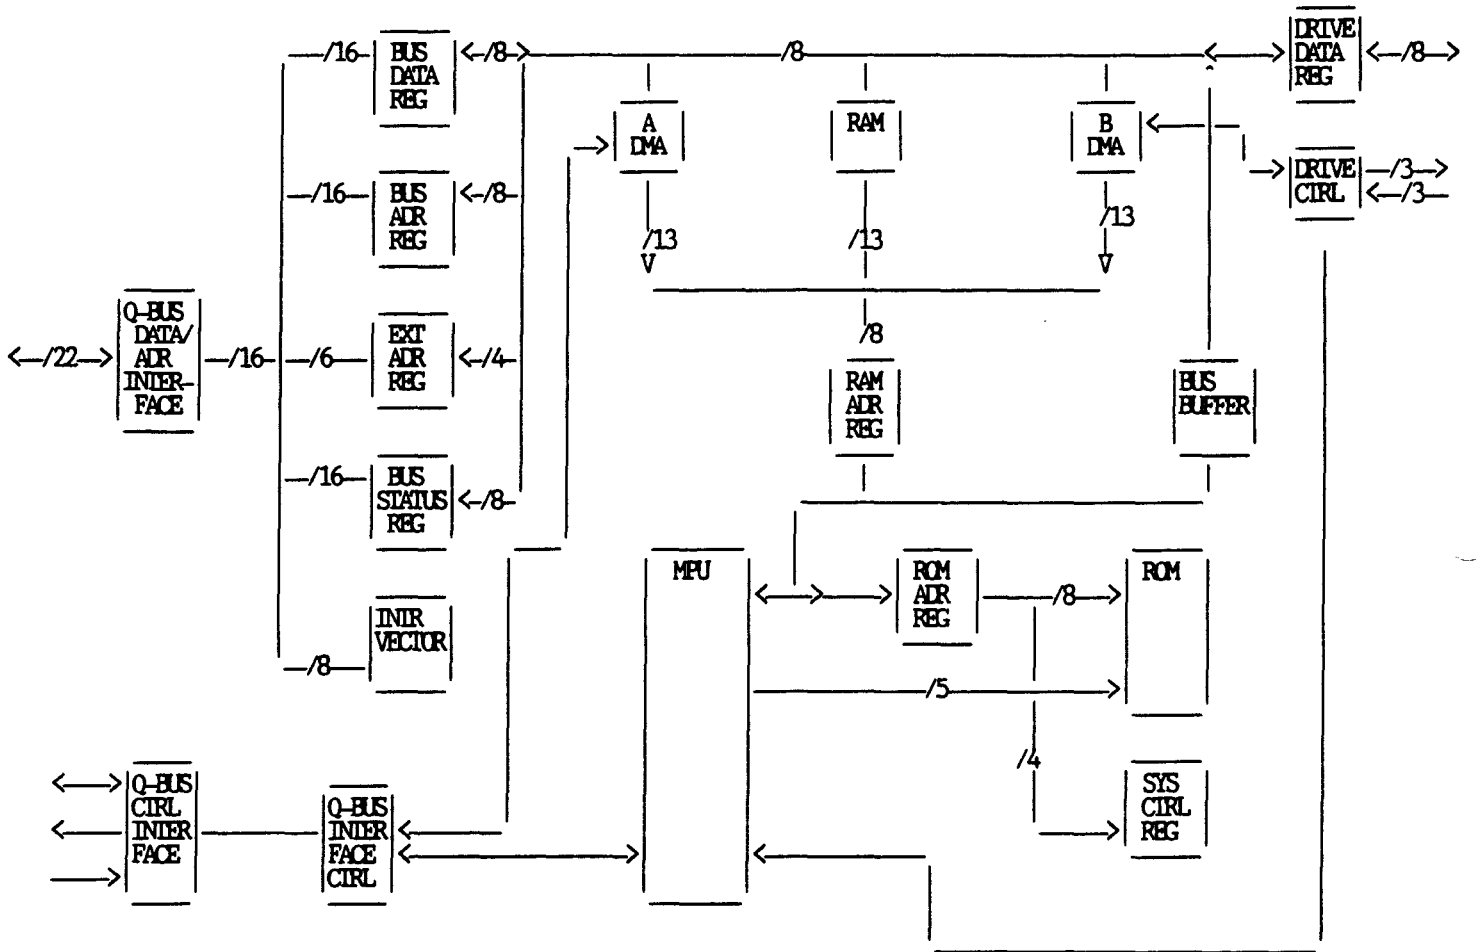 /16
BUS
DATA
REG
/8
/8
DRIVE
DATA
REG
/8
A
DMA
RAM
B
DMA
DRIVE
CTRL
/3
/3
/16
BUS
ADR
REG
/8
/13
/13
/13
/22
Q-BUS
DATA/
ADR
INTER-
FACE
/16
/6
EXT
ADR
REG
/4
/8
RAM
ADR
REG
BUS
BUFFER
/16
BUS
STATUS
REG
/8
INTR
VECTOR
/8
MPU
ROM
ADR
REG
/8
ROM
/5
/4
SYS
CTRL
REG
Q-BUS
CTRL
INTER
FACE
Q-BUS
INTER
FACE
CTRL